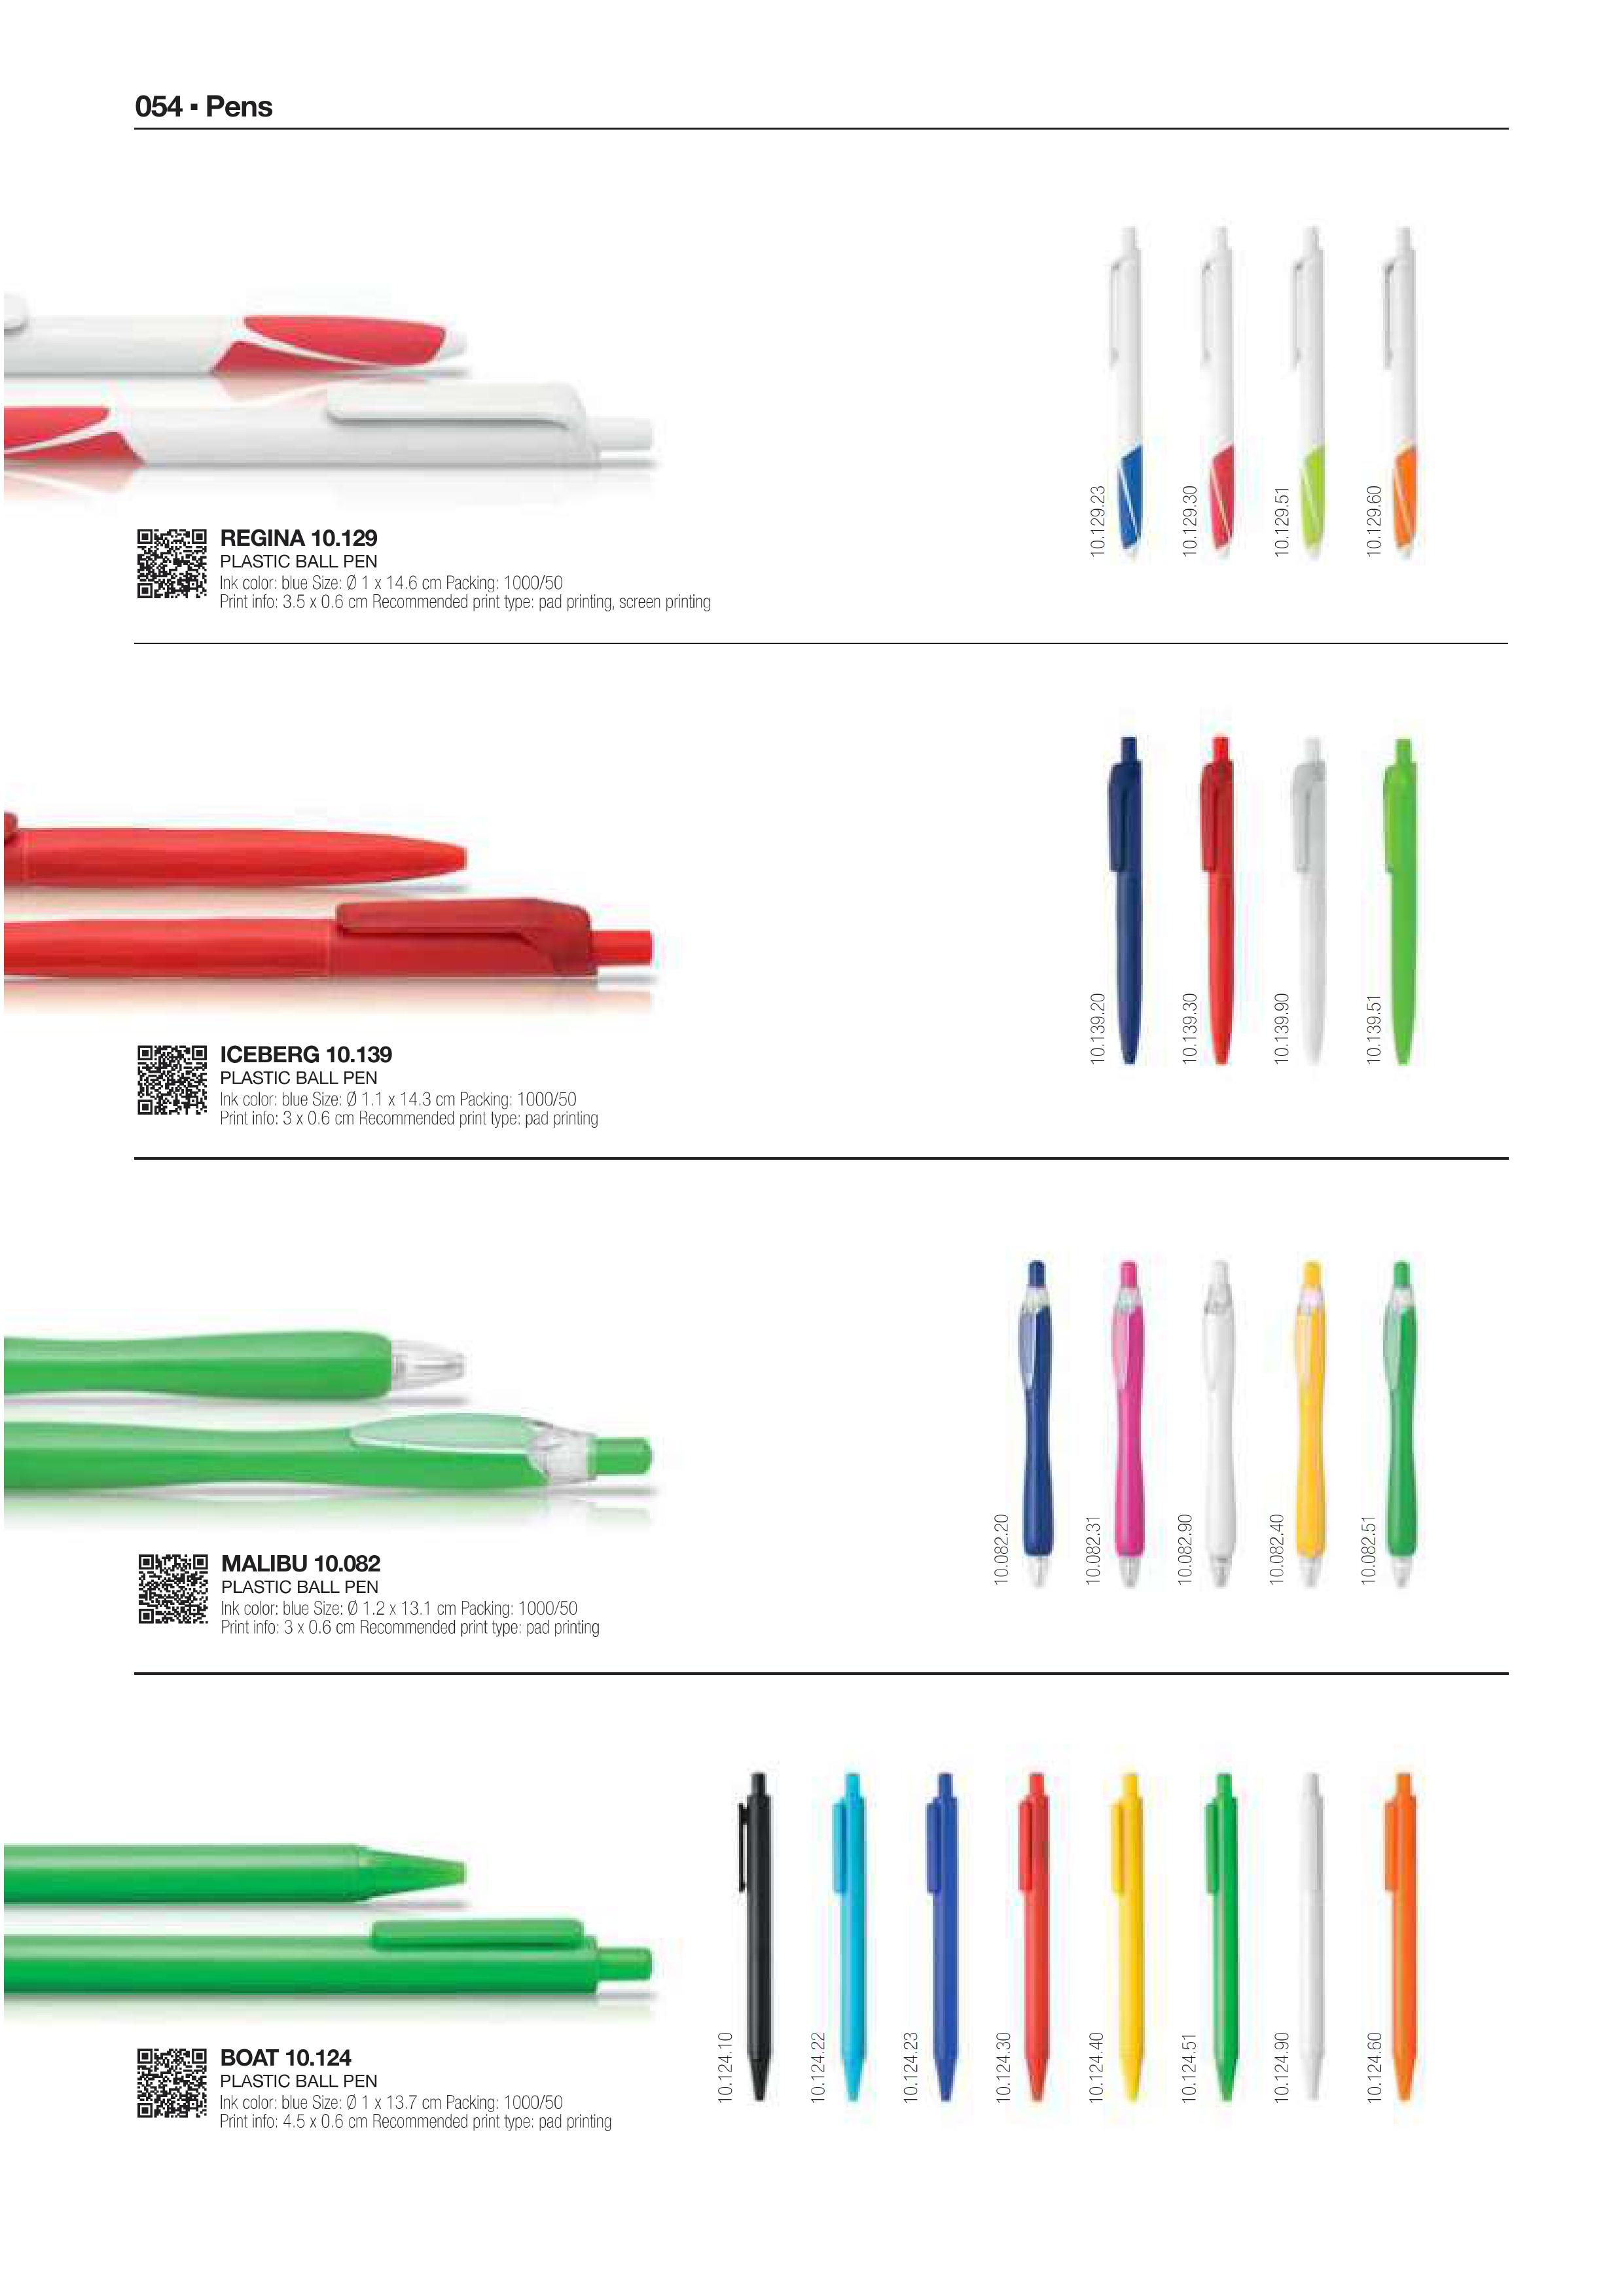 054 ▪ Pens
10.129.23
10.129.30
10.129.51
10.129.60
REGINA 10.129
PLASTIC BALL PEN
Ink color: blue Size: Ø 1 x 14.6 cm Packing: 1000/50
Print info: 3.5 x 0.6 cm Recommended print type: pad printing, screen printing
10.139.20
10.139.30
10.139.90
10.139.51
ICEBERG 10.139
PLASTIC BALL PEN
Ink color: blue Size: Ø 1.1 x 14.3 cm Packing: 1000/50
Print info: 3 x 0.6 cm Recommended print type: pad printing
10.082.20
10.082.31
10.082.90
10.082.40
10.082.51
MALIBU 10.082
PLASTIC BALL PEN
Ink color: blue Size: Ø 1.2 x 13.1 cm Packing: 1000/50
Print info: 3 x 0.6 cm Recommended print type: pad printing
10.124.10
10.124.22
10.124.23
10.124.30
10.124.40
10.124.51
10.124.90
10.124.60
BOAT 10.124
PLASTIC BALL PEN
Ink color: blue Size: Ø 1 x 13.7 cm Packing: 1000/50
Print info: 4.5 x 0.6 cm Recommended print type: pad printing